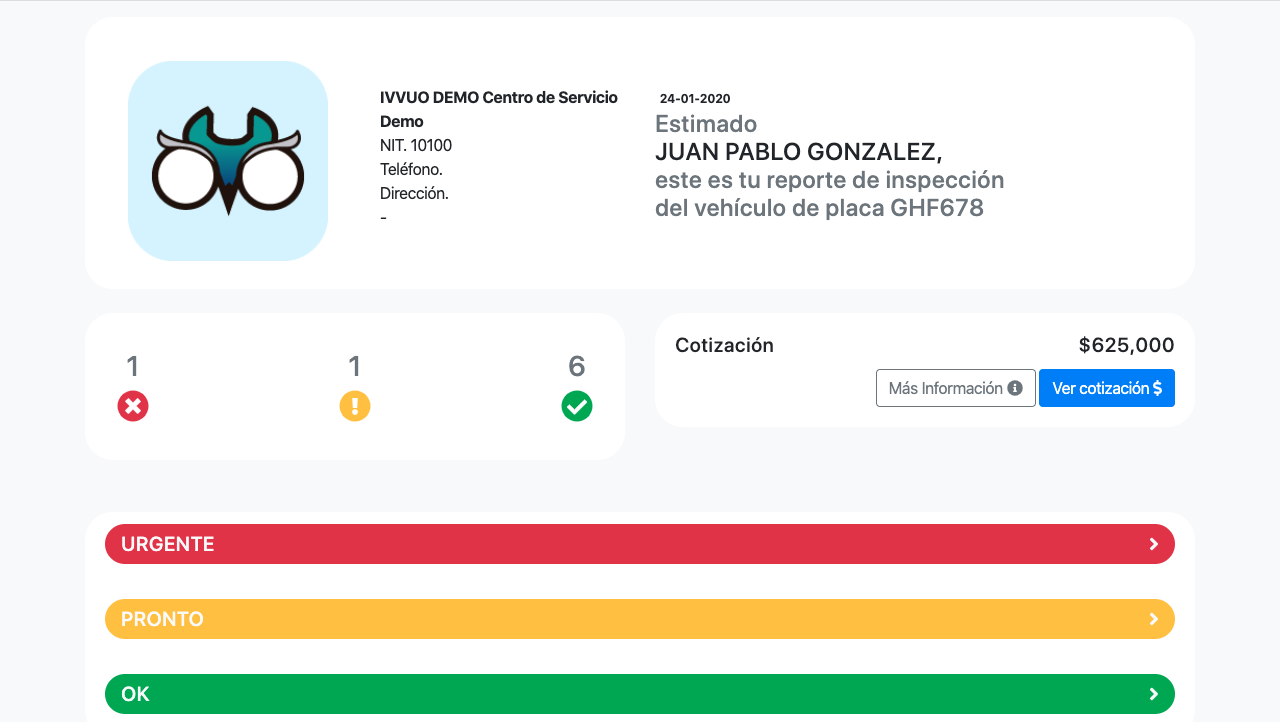 IVVUO DEMO Centro de Servicio
Demo
NIT. 10100
Teléfono.
Dirección.
-
24-01-2020
Estimado
JUAN PABLO GONZALEZ,
este es tu reporte de inspección
del vehículo de placa GHF678
1
1
6
Cotización
$625,000
Más Información
Ver cotización $
URGENTE
PRONTO
OK